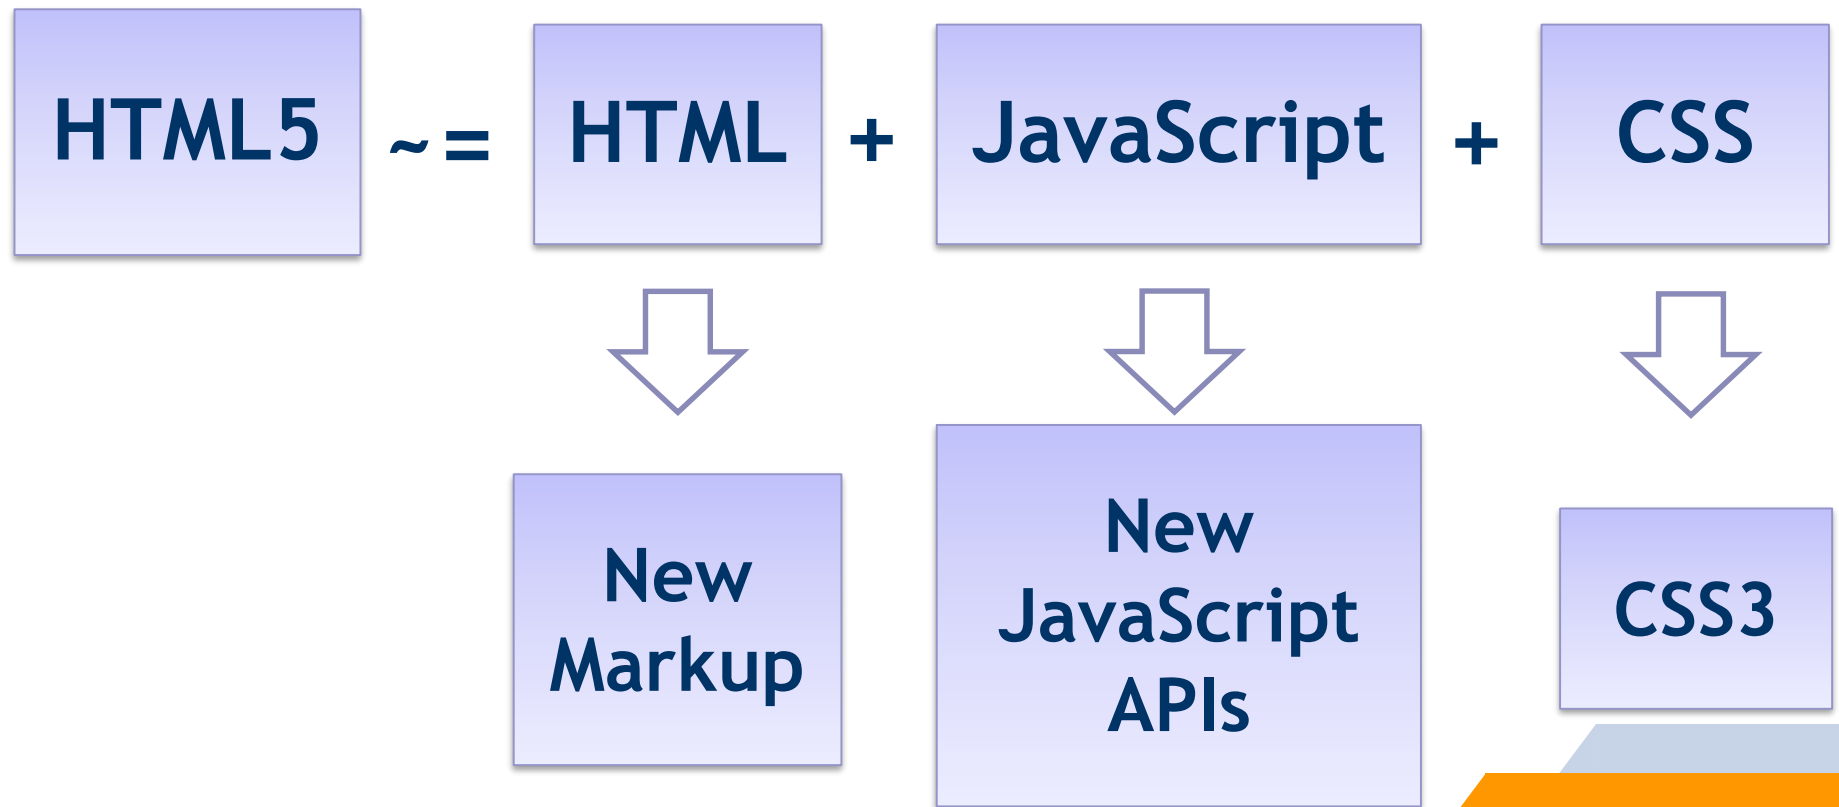 HTML5 ~= HTML + JavaScript + CSS
New
Markup
New
JavaScript
APIs
CSS3